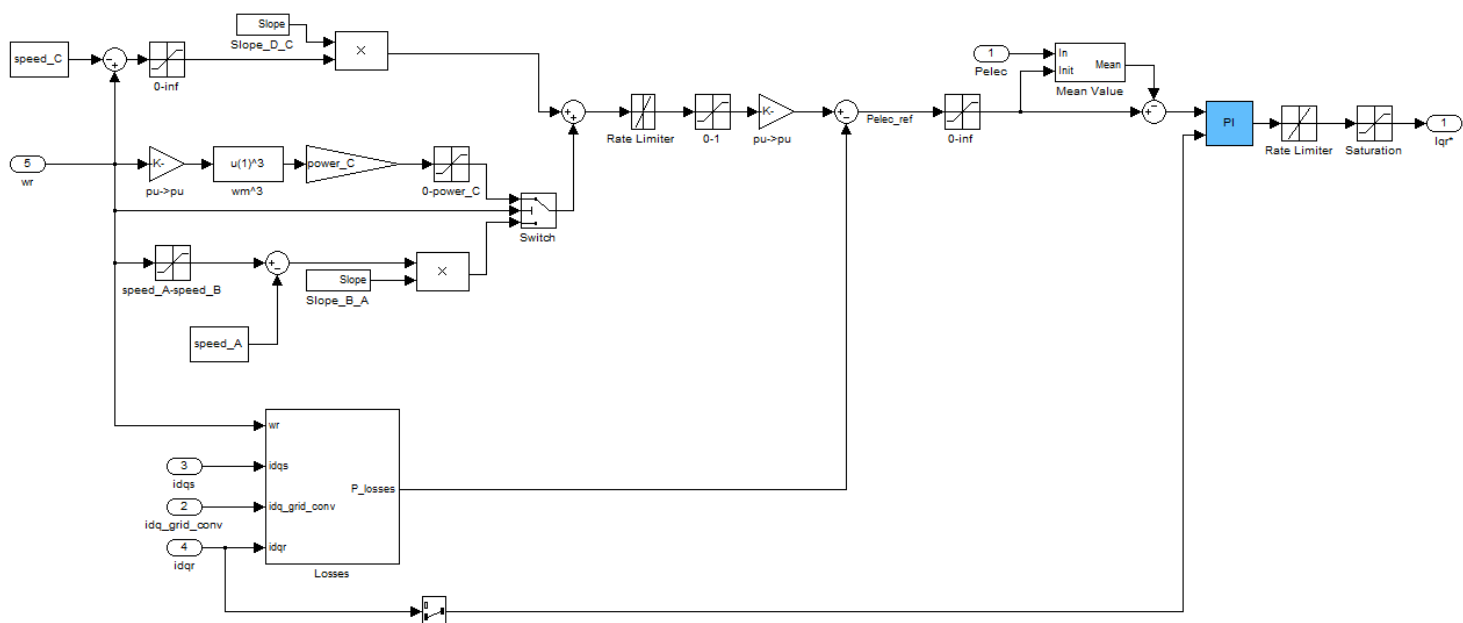 speed_C
0-inf
Slope
Slope_D_C
×
5
wr
K-
pu->pu
u(1)^3
wm^3
power_C
0-power_C
Switch
speed_A-speed_B
speed_A
Slope
Slope_B_A
×
Rate Limiter
0-1
K-
pu->pu
Pelec_ref
0-inf
1
Pelec
In
Init
Mean
Mean Value
PI
Rate Limiter
Saturation
1
Iqr*
3
idqs
2
idq_grid_conv
4
idqr
wr
idqs
idq_grid_conv
idqr
P_losses
Losses